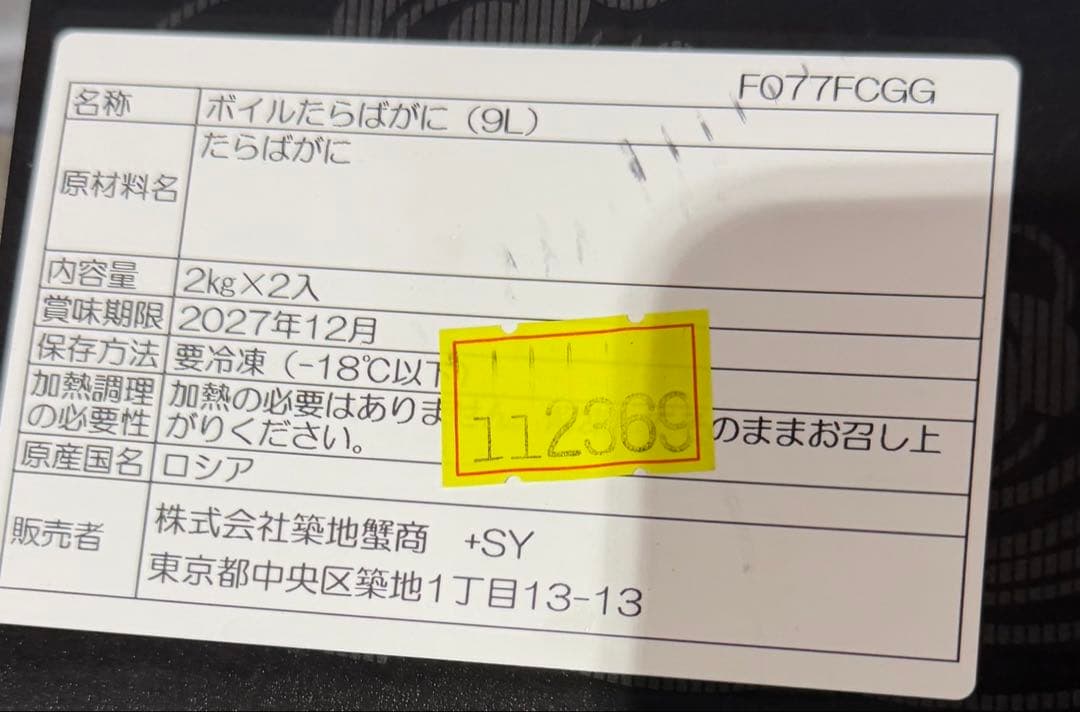 FQ77FCGG
名称 ボイルたらばがに（9L）
原材料名 たらばがに
内容量 2kg×2入
賞味期限 2027年12月
保存方法 要冷凍（-18℃以下
加熱調理の必要性 加熱の必要はありま
のままお召し上
がりください。
原産国名 ロシア
販売者 株式会社築地蟹商 +SY
東京都中央区築地1丁目13-13
112369